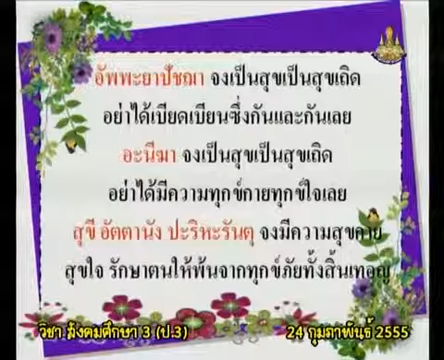 อัพพะยาปัชฌา จงเป็นสุขเป็นสุขเถิด
อย่าได้เบียดเบียนซึ่งกันและกันเลย
อะนีฆา จงเป็นสุขเป็นสุขเถิด
อย่าได้มีความทุกข์กายทุกข์ใจเลย
สุขี อัตตานัง ปะริหะรันตุ จงมีความสุขกาย
สุขใจ รักษาตนให้พ้นจากทุกข์ภัยทั้งสิ้นเทอญ
วิชา สังคมศึกษา 3 (ป.3)
24 กุมภาพันธ์ 2555